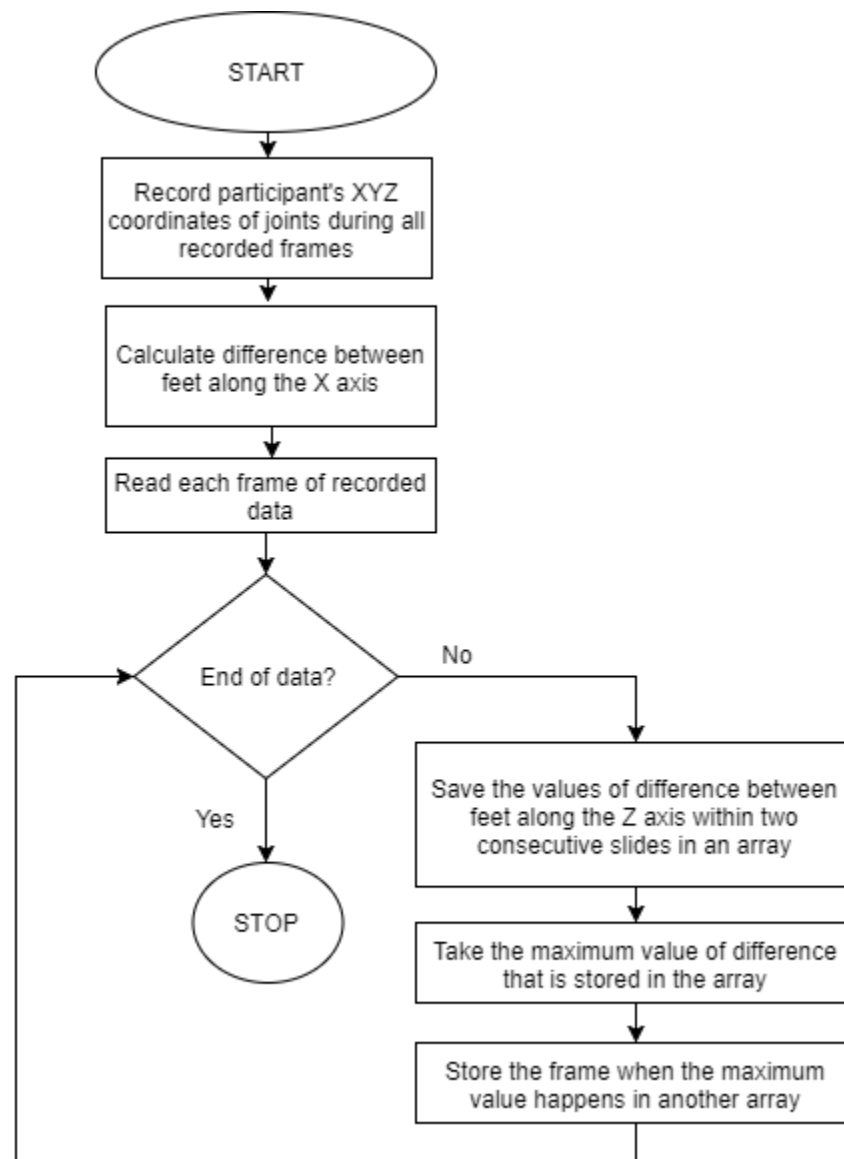 START
Record participant's XYZ
coordinates of joints during all
recorded frames
Calculate difference between
feet along the X axis
Read each frame of recorded
data
End of data?
No
Yes
STOP
Save the values of difference between
feet along the Z axis within two
consecutive slides in an array
Take the maximum value of difference
that is stored in the array
Store the frame when the maximum
value happens in another array